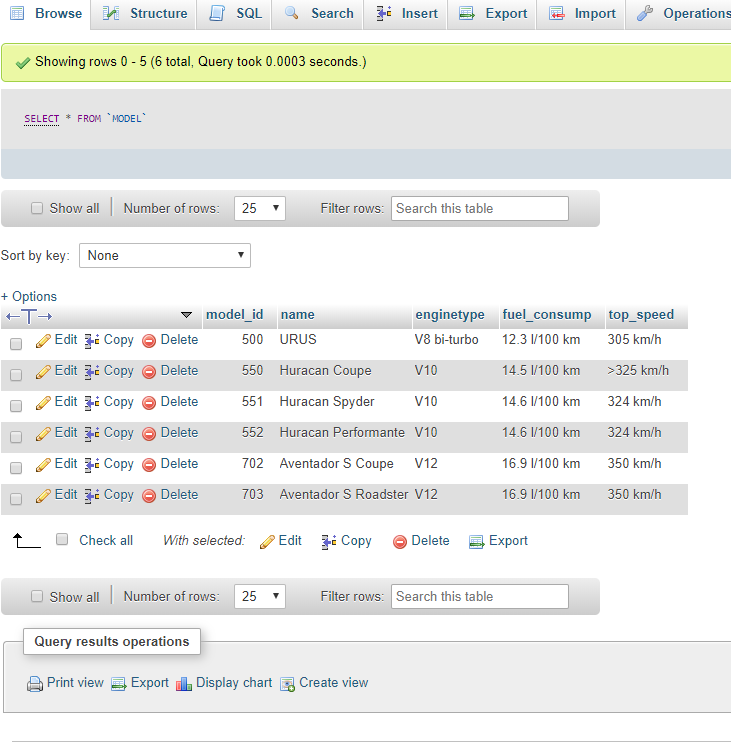 Browse Structure SQL Search Insert Export Import Operations
Showing rows 0 - 5 (6 total, Query took 0.0003 seconds.)
SELECT * FROM `MODEL`
Show all Number of rows: 25 Filter rows: Search this table
Sort by key: None
+ Options
model_id name enginetype fuel_consump top_speed
Edit Copy Delete 500 URUS V8 bi-turbo 12.3 l/100 km 305 km/h
Edit Copy Delete 550 Huracan Coupe V10 14.5 l/100 km >325 km/h
Edit Copy Delete 551 Huracan Spyder V10 14.6 l/100 km 324 km/h
Edit Copy Delete 552 Huracan Performante V10 14.6 l/100 km 324 km/h
Edit Copy Delete 702 Aventador S Coupe V12 16.9 l/100 km 350 km/h
Edit Copy Delete 703 Aventador S Roadster V12 16.9 l/100 km 350 km/h
Check all With selected: Edit Copy Delete Export
Show all Number of rows: 25 Filter rows: Search this table
Query results operations
Print view Export Display chart Create view